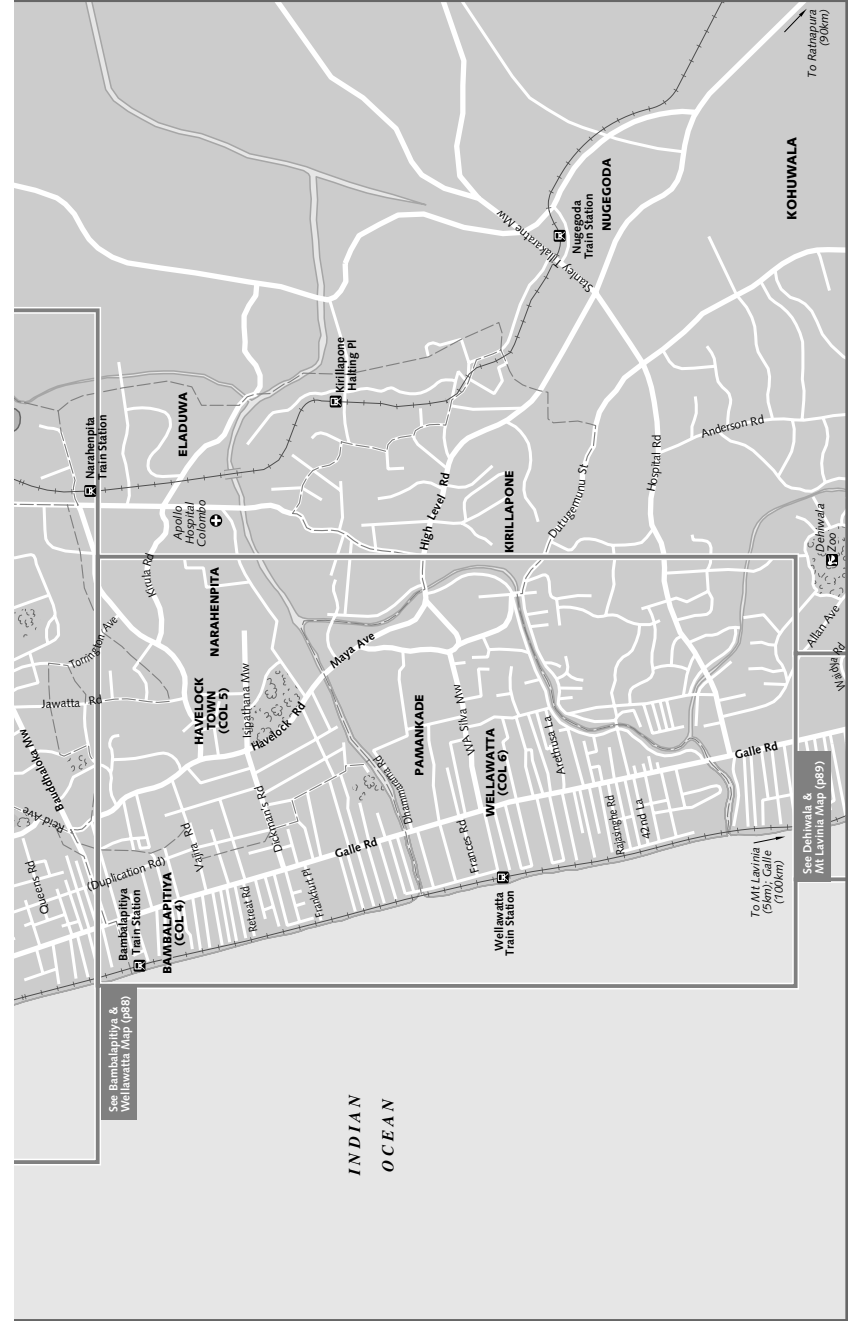 Queens Rd
Reid Ave
Bauddhaloka Mw
Jawatta Rd
Torrington Ave
Narahenpita
Train Station
See Bambalapitiya &
Wellawatta Map (p88)
Bambalapitiya
Train Station
(Duplication Rd)
Kirula Rd
BAMBALAPITIYA
(COL 4)
Vajira Rd
HAVELOCK
TOWN
(COL 5)
NARAHENPITA
Apollo
Hospital
Colombo
ELADUWA
Retreat Rd
Dickman's Rd
Isipathana Mw
Havelock Rd
Frankfurt Pl
Galle Rd
Maya Ave
Kirillapone
Halting Pl
INDIAN
OCEAN
Dhammarama Rd
PAMANKADE
High Level Rd
Frances Rd
WA Silva Mw
WELLAWATTA
(COL 6)
Wellawatta
Train Station
KIRILLAPONE
Stanley Tillakaratne Mw
Arethusa La
Dutugemunu St
Nugegoda
Train Station
NUGEGODA
Rajasinghe Rd
42nd La
Hospital Rd
Anderson Rd
Galle Rd
To Mt Lavinia
(5km); Galle
(100km)
KOHUWALA
See Dehiwala &
Mt Lavinia Map (p89)
Allan Ave
Waidya Rd
Dehiwala
Zoo
To Ratnapura
(90km)